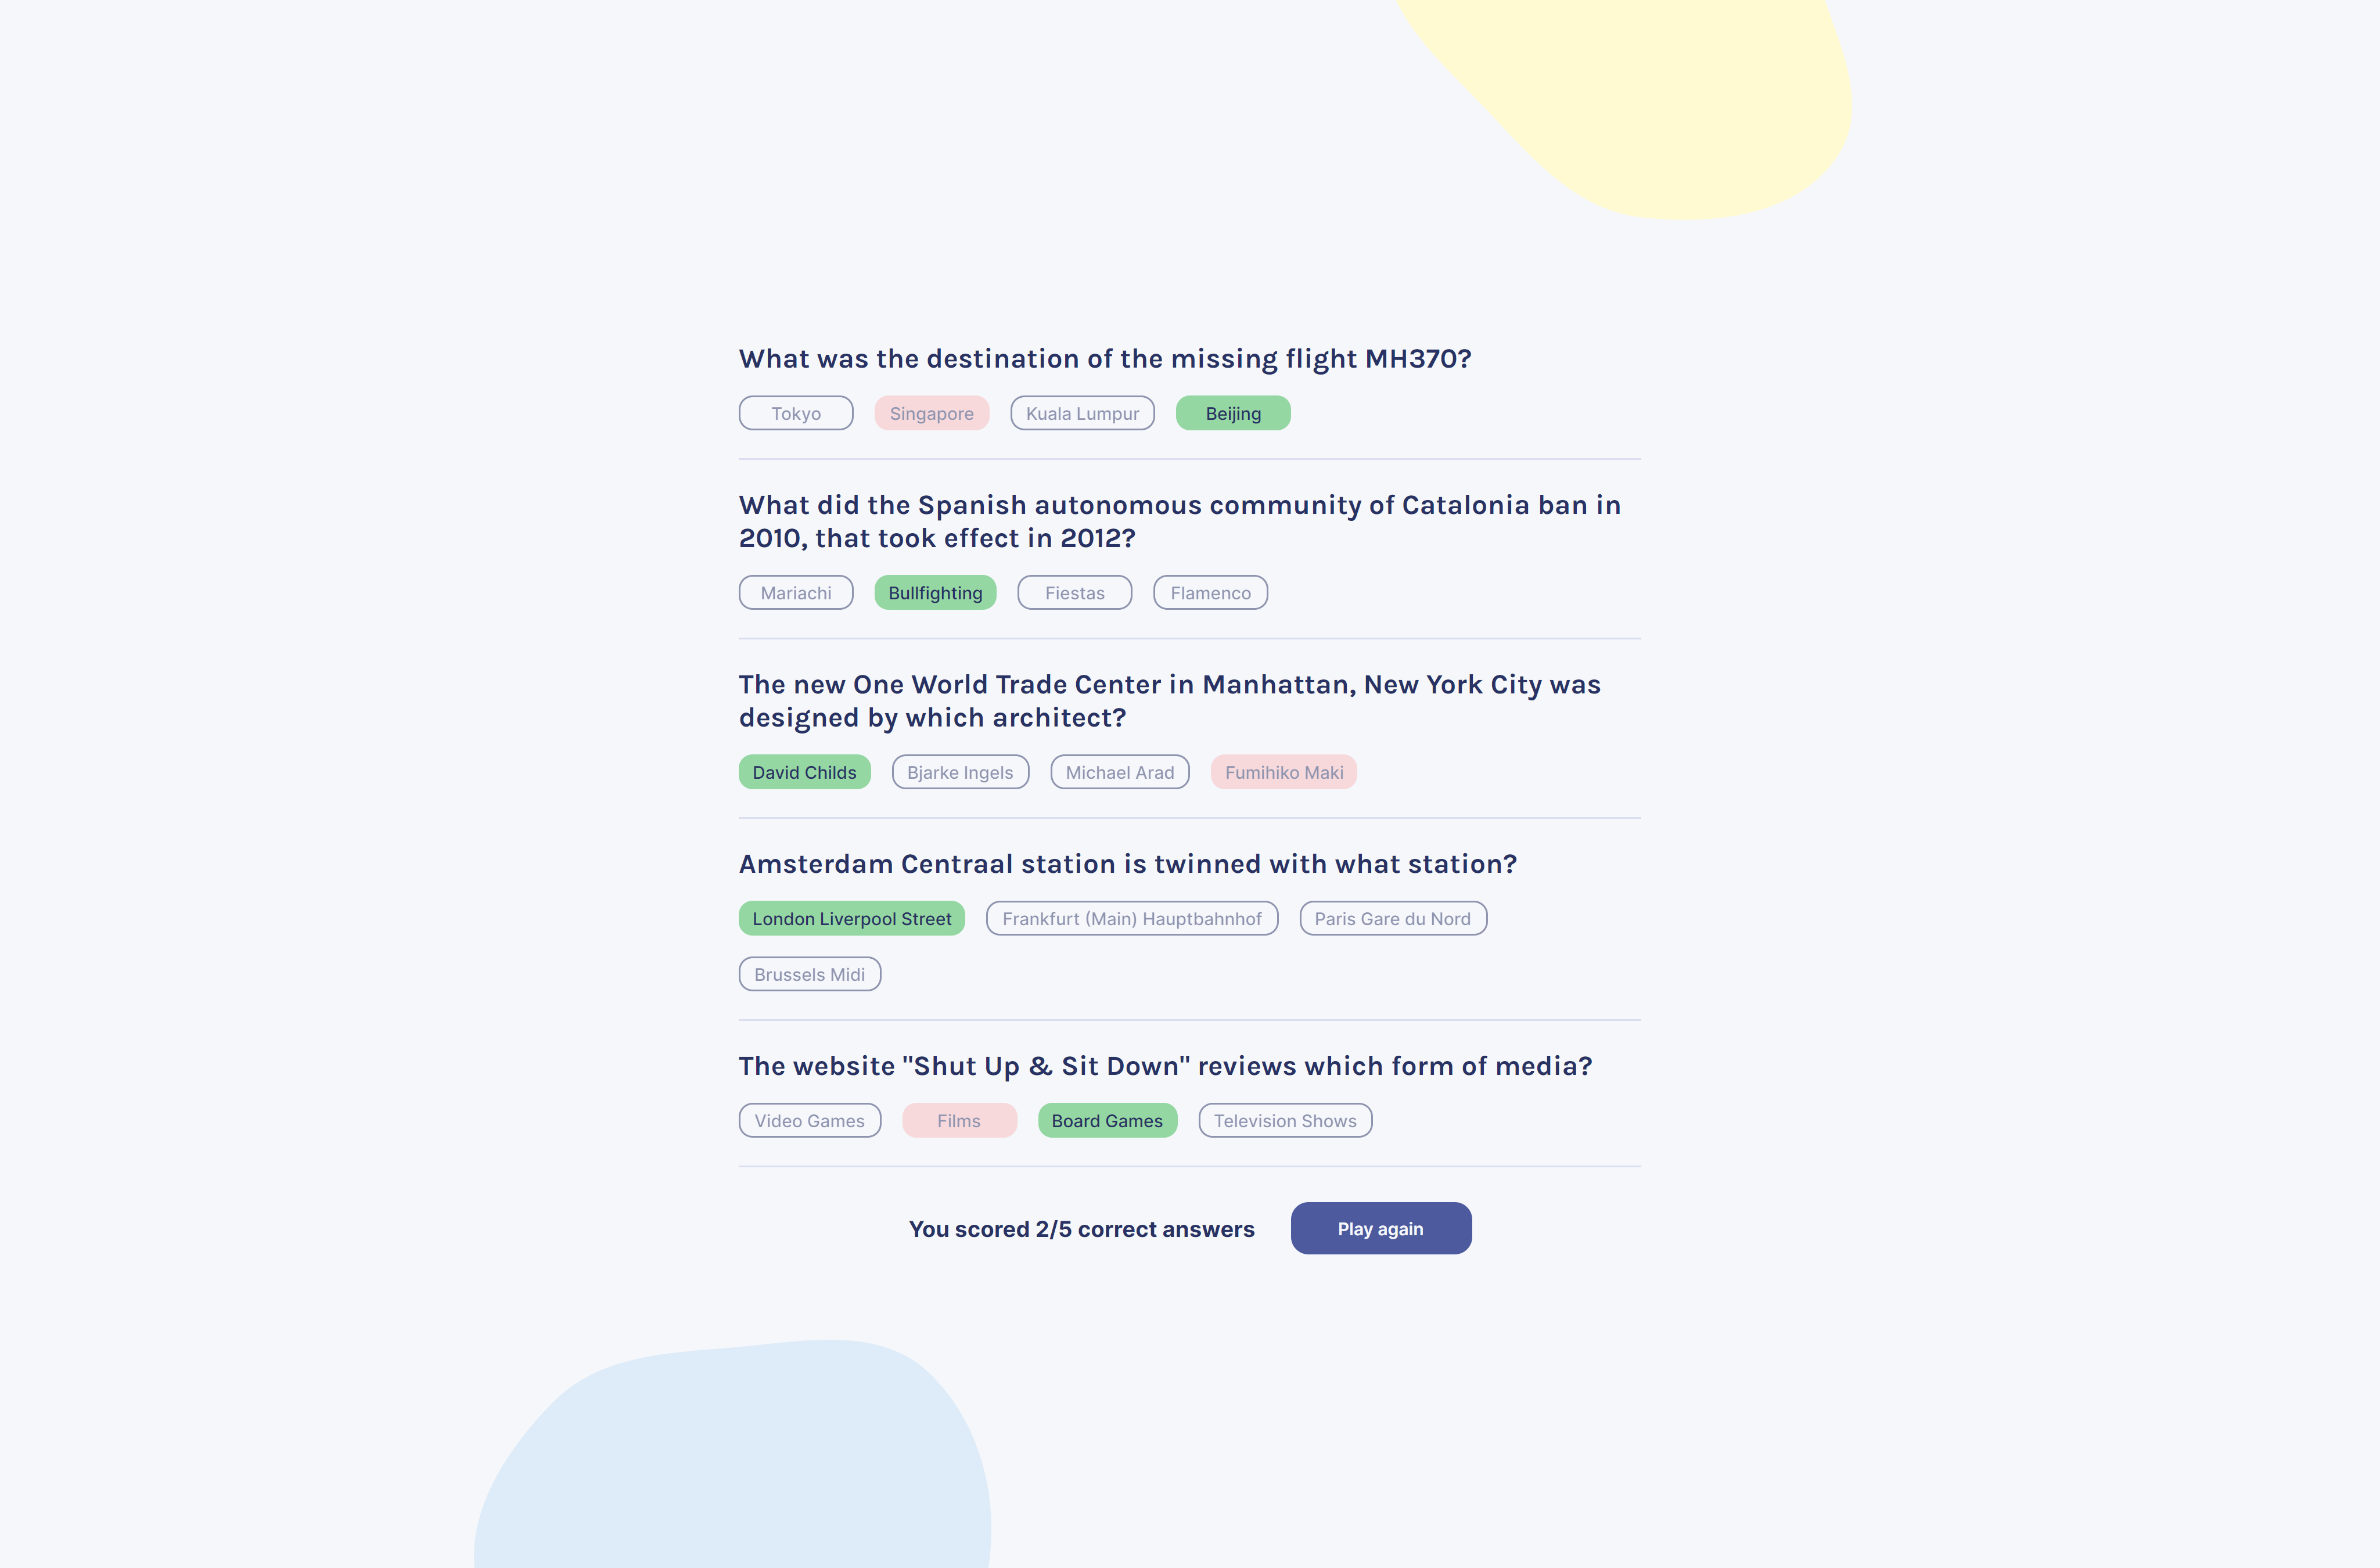 What was the destination of the missing flight MH370?
Tokyo Singapore Kuala Lumpur Beijing
What did the Spanish autonomous community of Catalonia ban in
2010, that took effect in 2012?
Mariachi Bullfighting Fiestas Flamenco
The new One World Trade Center in Manhattan, New York City was
designed by which architect?
David Childs Bjarke Ingels Michael Arad Fumihiko Maki
Amsterdam Centraal station is twinned with what station?
London Liverpool Street Frankfurt (Main) Hauptbahnhof Paris Gare du Nord
Brussels Midi
The website "Shut Up & Sit Down" reviews which form of media?
Video Games Films Board Games Television Shows
You scored 2/5 correct answers Play again